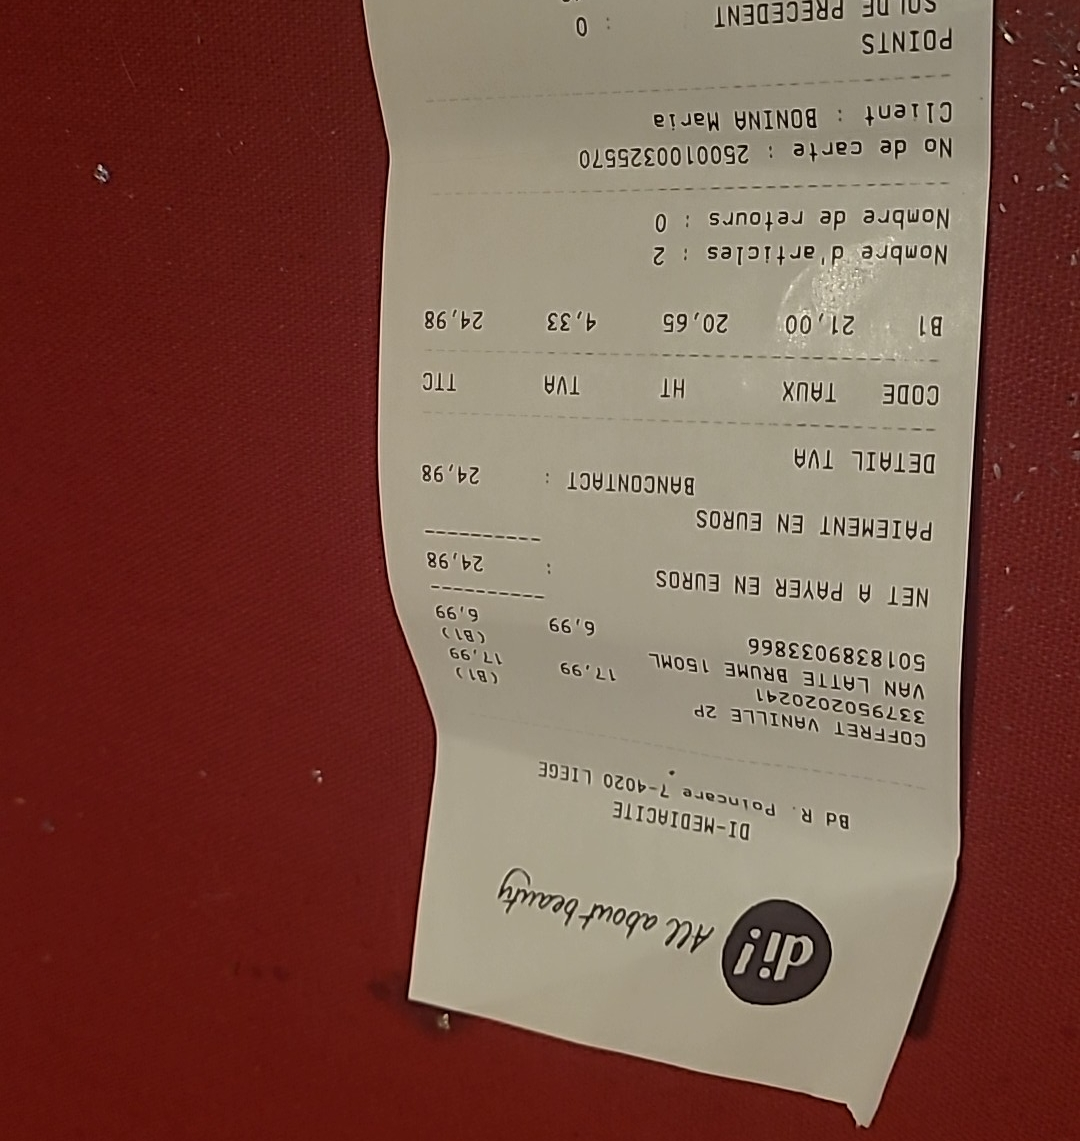 di! All about beauty
DI-MEDIACITE
Bd R. Poincare 7-4020 LIEGE
COFFRET VANILLE 2P
3379502020241 17,99 17,99 (B1)
VAN LATTE BRUME 150ML
5018389033866 6,99 6,99 (B1)
NET A PAYER EN EUROS : 24,98
PAIEMENT EN EUROS
BANCONTACT : 24,98
DETAIL TVA
CODE TAUX HT TVA TTC
B1 21,00 20,65 4,33 24,98
Nombre d'articles : 2
Nombre de retours : 0
No de carte : 2500100325570
Client : BONINA Maria
POINTS
SOLDE PRECEDENT : 0